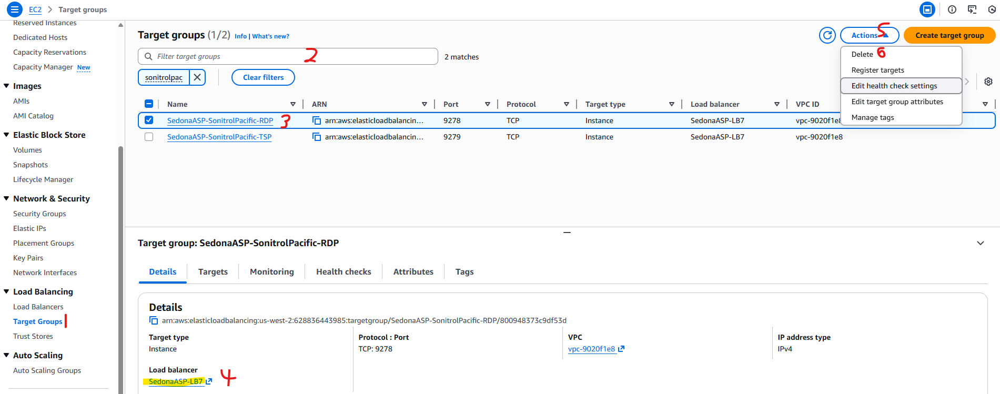 EC2 > Target groups
Reserved Instances
Dedicated Hosts
Capacity Reservations
Capacity Manager New
Images
AMIs
AMI Catalog
Elastic Block Store
Volumes
Snapshots
Lifecycle Manager
Network & Security
Security Groups
Elastic IPs
Placement Groups
Key Pairs
Network Interfaces
Load Balancing
Load Balancers
Target Groups 1
Trust Stores
Auto Scaling
Auto Scaling Groups
Target groups (1/2) Info | What's new?
Actions 5
Create target group
Filter target groups 2
2 matches
sonitrolpac
Clear filters
Delete 6
Register targets
Edit health check settings
Edit target group attributes
Manage tags
Name ARN Port Protocol Target type Load balancer VPC ID
SedonaASP-SonitrolPacific-RDP 3 arn:aws:elasticloadbalancin... 9278 TCP Instance SedonaASP-LB7 vpc-9020f1e8
SedonaASP-SonitrolPacific-TSP arn:aws:elasticloadbalancin... 9279 TCP Instance SedonaASP-LB7 vpc-9020f1e8
Target group: SedonaASP-SonitrolPacific-RDP
Details Targets Monitoring Health checks Attributes Tags
Details
arn:aws:elasticloadbalancing:us-west-2:628836443985:targetgroup/SedonaASP-SonitrolPacific-RDP/800948373c9df53d
Target type
Instance
Protocol : Port
TCP: 9278
VPC
vpc-9020f1e8
IP address type
IPv4
Load balancer
SedonaASP-LB7 4